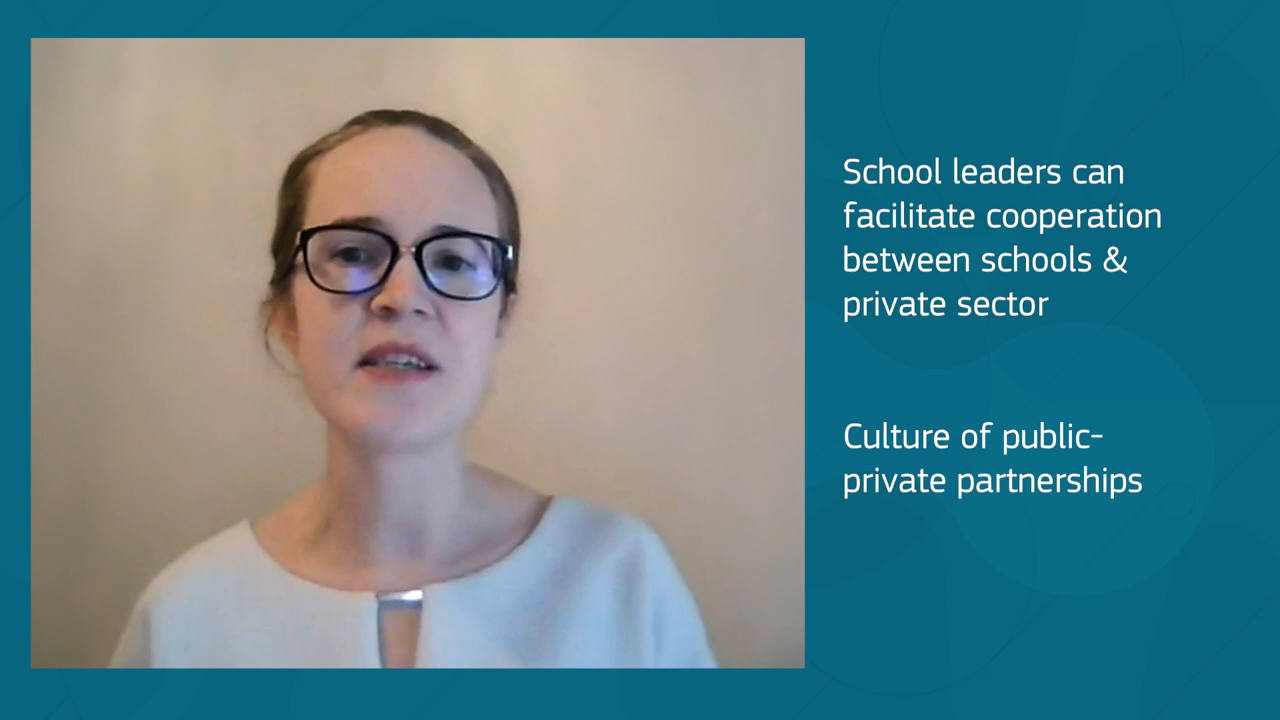 School leaders can
facilitate cooperation
between schools &
private sector
Culture of public-
private partnerships